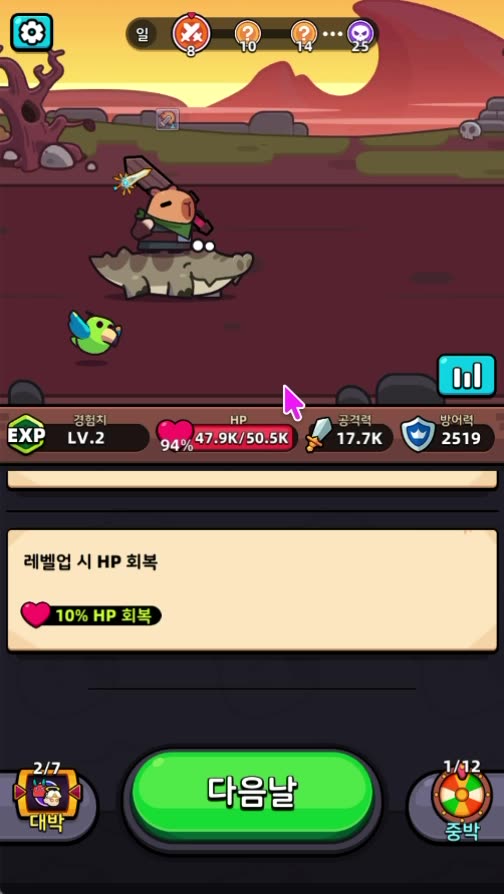 일
8
10
14
25
경험치
HP
공격력
방어력
EXP
LV.2
94%
47.9K/50.5K
17.7K
2519
레벨업 시 HP 회복
10% HP 회복
2/7
대박
다음날
1/12
중박